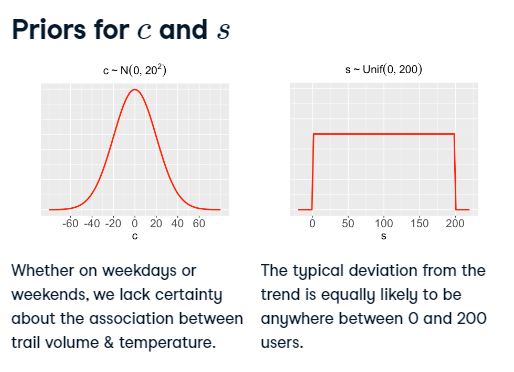 Priors for c and s
c ~ N(0, 20²)
-60 -40 -20 0 20 40 60
c
s ~ Unif(0, 200)
0 50 100 150 200
s
Whether on weekdays or
weekends, we lack certainty
about the association between
trail volume & temperature.
The typical deviation from the
trend is equally likely to be
anywhere between 0 and 200
users.